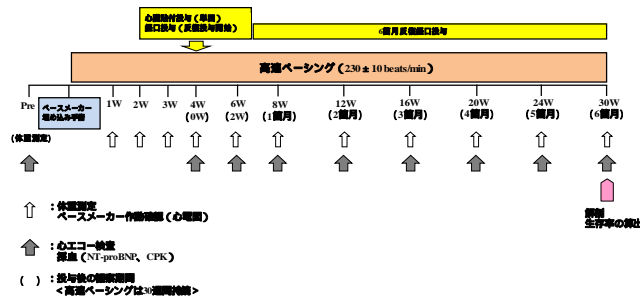 心臓貼付投与（単回）
経口投与（反復投与開始）
6箇月反復経口投与
高速ペーシング（230±10 beats/min）
Pre
ペースメーカー
埋め込み手術
1W
2W
3W
4W
(0W)
6W
(2W)
8W
(1箇月)
12W
(2箇月)
16W
(3箇月)
20W
(4箇月)
24W
(5箇月)
30W
(6箇月)
(体重測定)
：体重測定
ペースメーカー作動確認（心電図）
剖検
生存率の算出
：心エコー検査
採血（NT-proBNP、CPK）
（ ）：投与後の観察期間
＜高速ペーシングは30週間持続＞